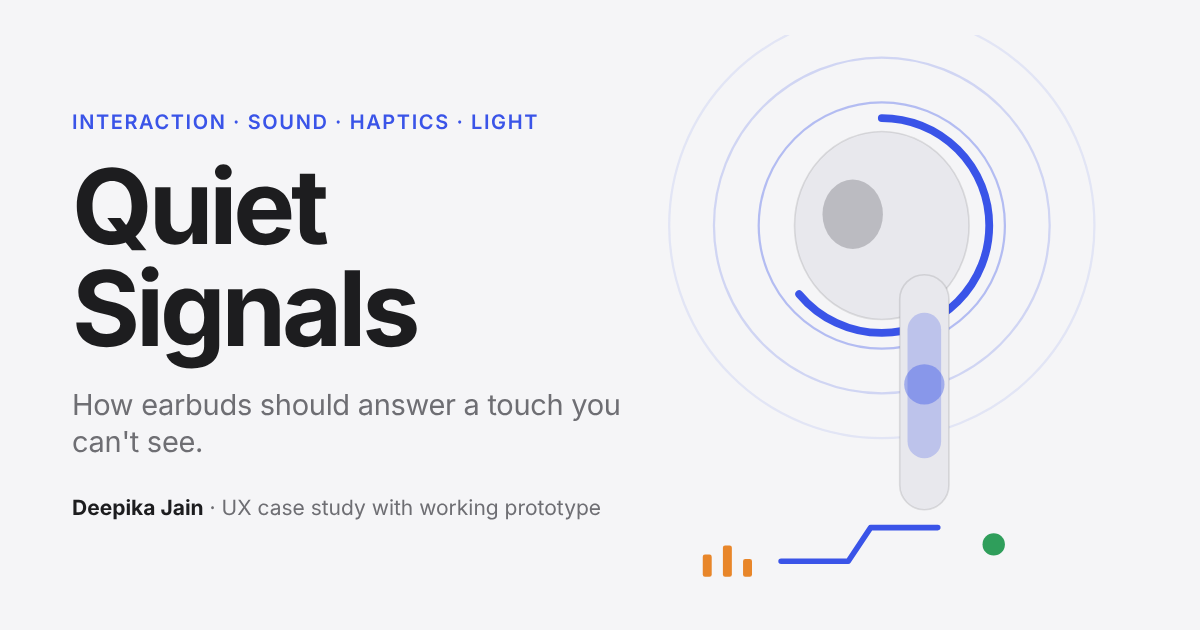 INTERACTION · SOUND · HAPTICS · LIGHT
Quiet
Signals
How earbuds should answer a touch you
can't see.
Deepika Jain · UX case study with working prototype